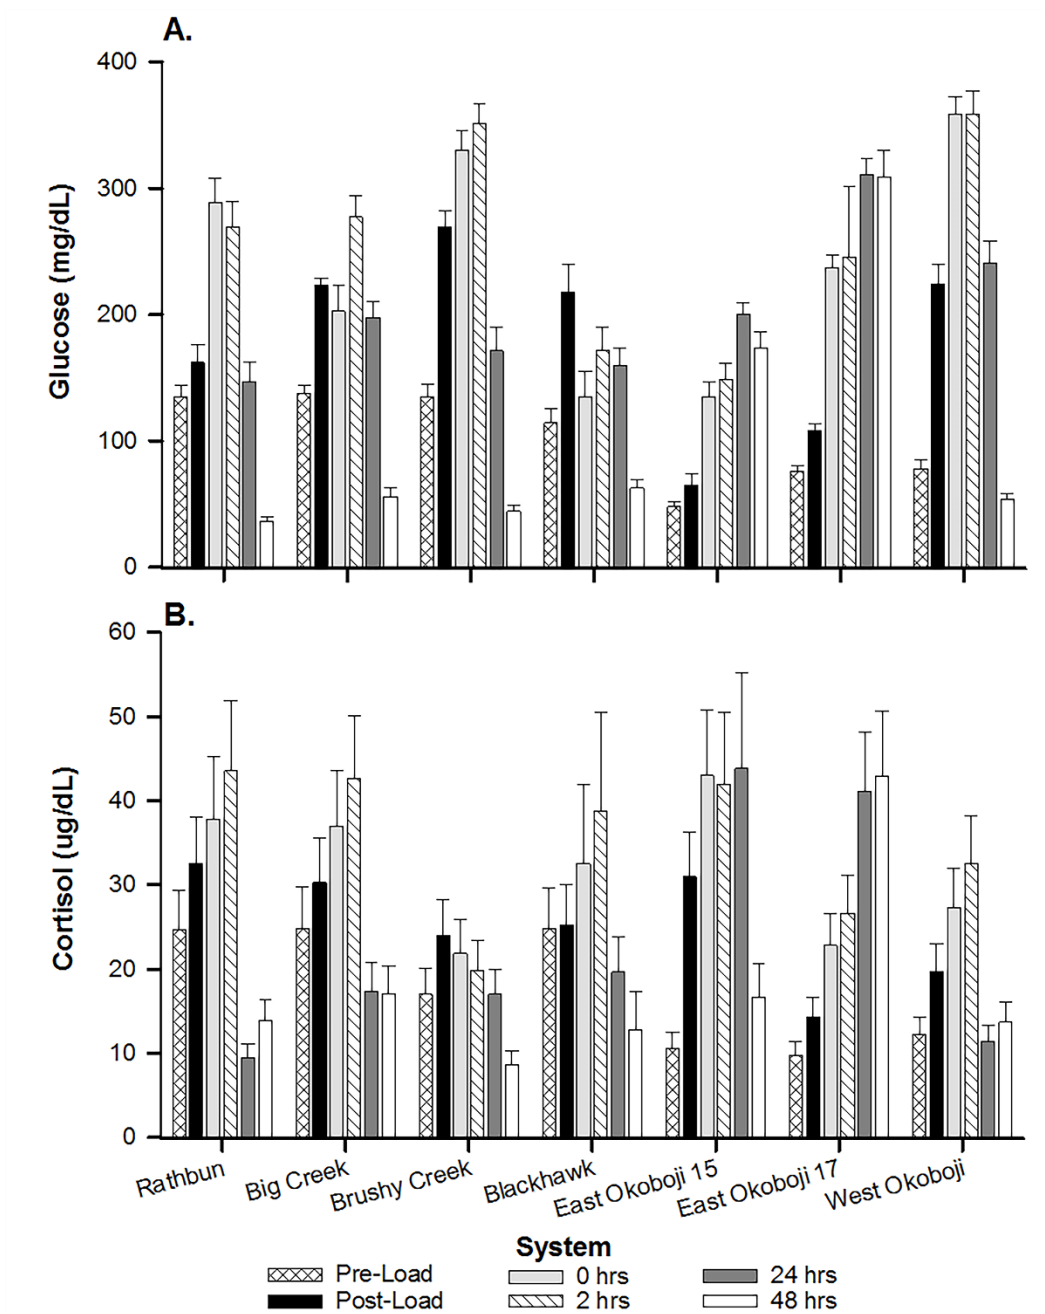 A.
400
300
200
100
0
Glucose (mg/dL)
B.
60
50
40
30
20
10
0
Cortisol (ug/dL)
Rathbun
Big Creek
Brushy Creek
Blackhawk
East Okoboji 15
East Okoboji 17
West Okoboji
System
Pre-Load 0 hrs 24 hrs
Post-Load 2 hrs 48 hrs